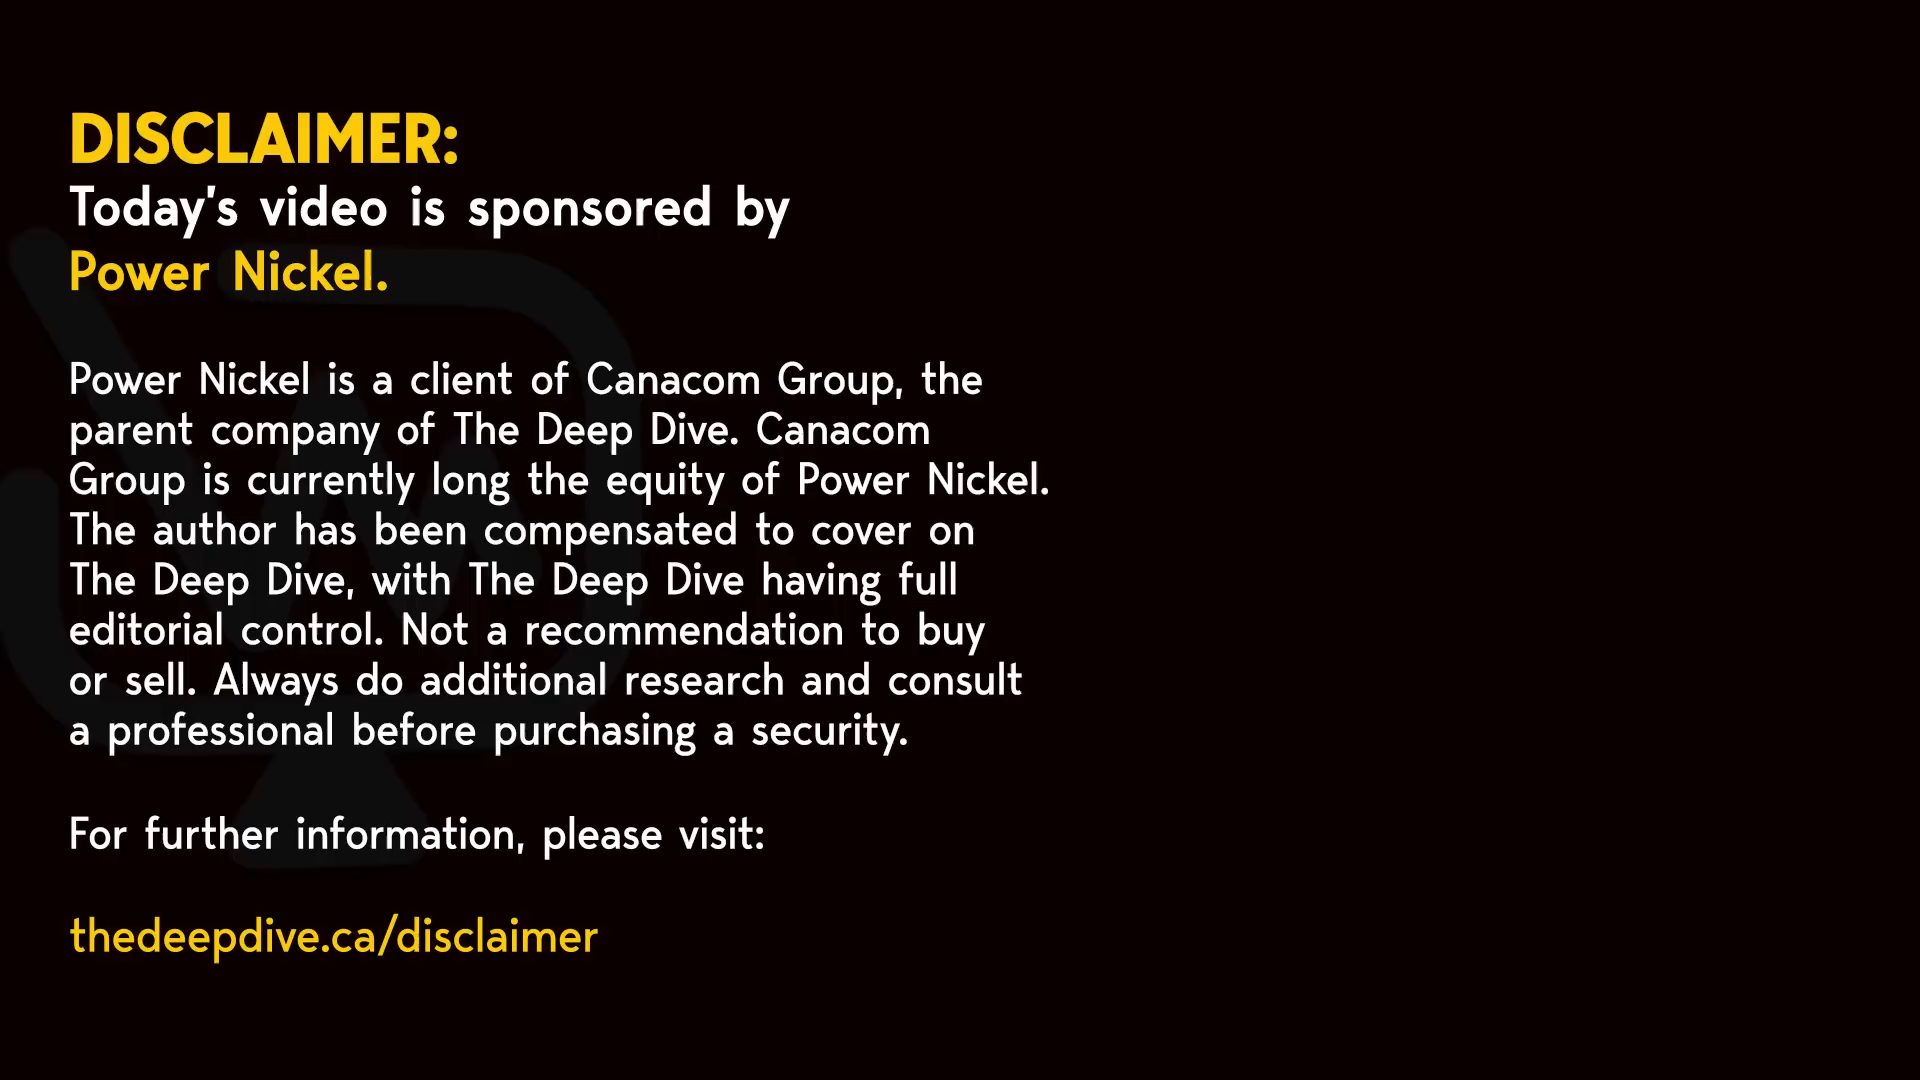 DISCLAIMER:
Today's video is sponsored by
Power Nickel.
Power Nickel is a client of Canacom Group, the
parent company of The Deep Dive. Canacom
Group is currently long the equity of Power Nickel.
The author has been compensated to cover on
The Deep Dive, with The Deep Dive having full
editorial control. Not a recommendation to buy
or sell. Always do additional research and consult
a professional before purchasing a security.
For further information, please visit:
thedeepdive.ca/disclaimer